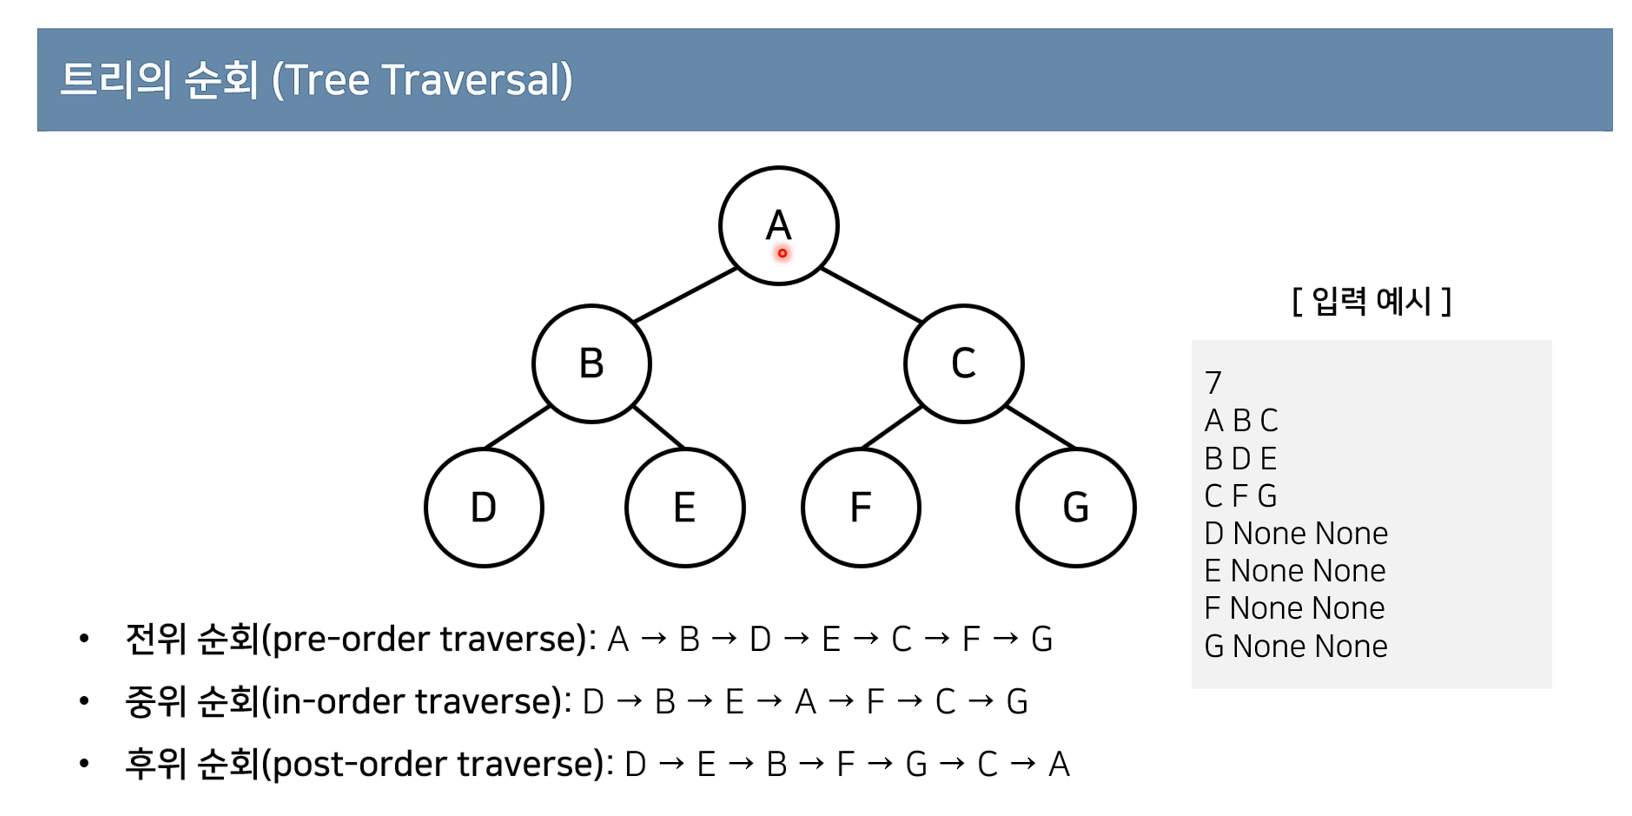 트리의 순회 (Tree Traversal)
A
B
C
D
E
F
G
[ 입력 예시 ]
7
A B C
B D E
C F G
D None None
E None None
F None None
G None None
• 전위 순회(pre-order traverse): A → B → D → E → C → F → G
• 중위 순회(in-order traverse): D → B → E → A → F → C → G
• 후위 순회(post-order traverse): D → E → B → F → G → C → A